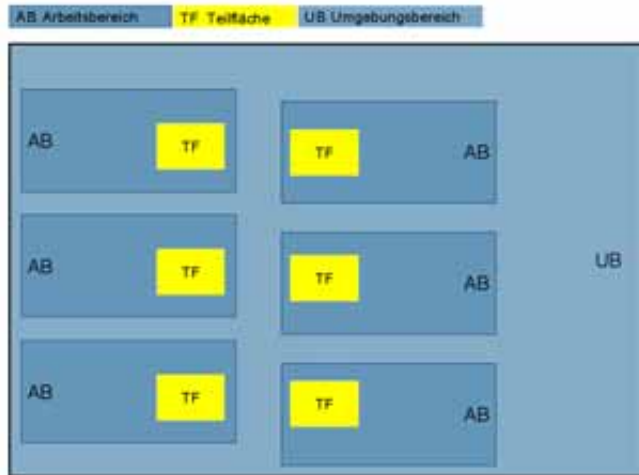 AB Arbeitsbereich TF Teilfläche UB Umgebungsbereich
AB TF TF AB
AB TF TF AB
UB
AB TF TF AB